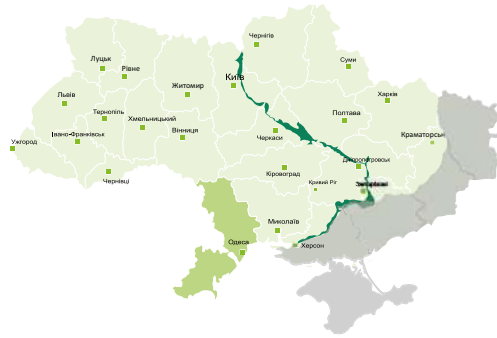 Чернігів
Суми
Луцьк
Рівне
Київ
Житомир
Харків
Львів
Полтава
Тернопіль
Хмельницький
Черкаси
Краматорськ
Івано-Франківськ
Вінниця
Ужгород
Дніпропетровськ
Чернівці
Кіровоград
Кривий Ріг
Миколаїв
Одеса
Херсон